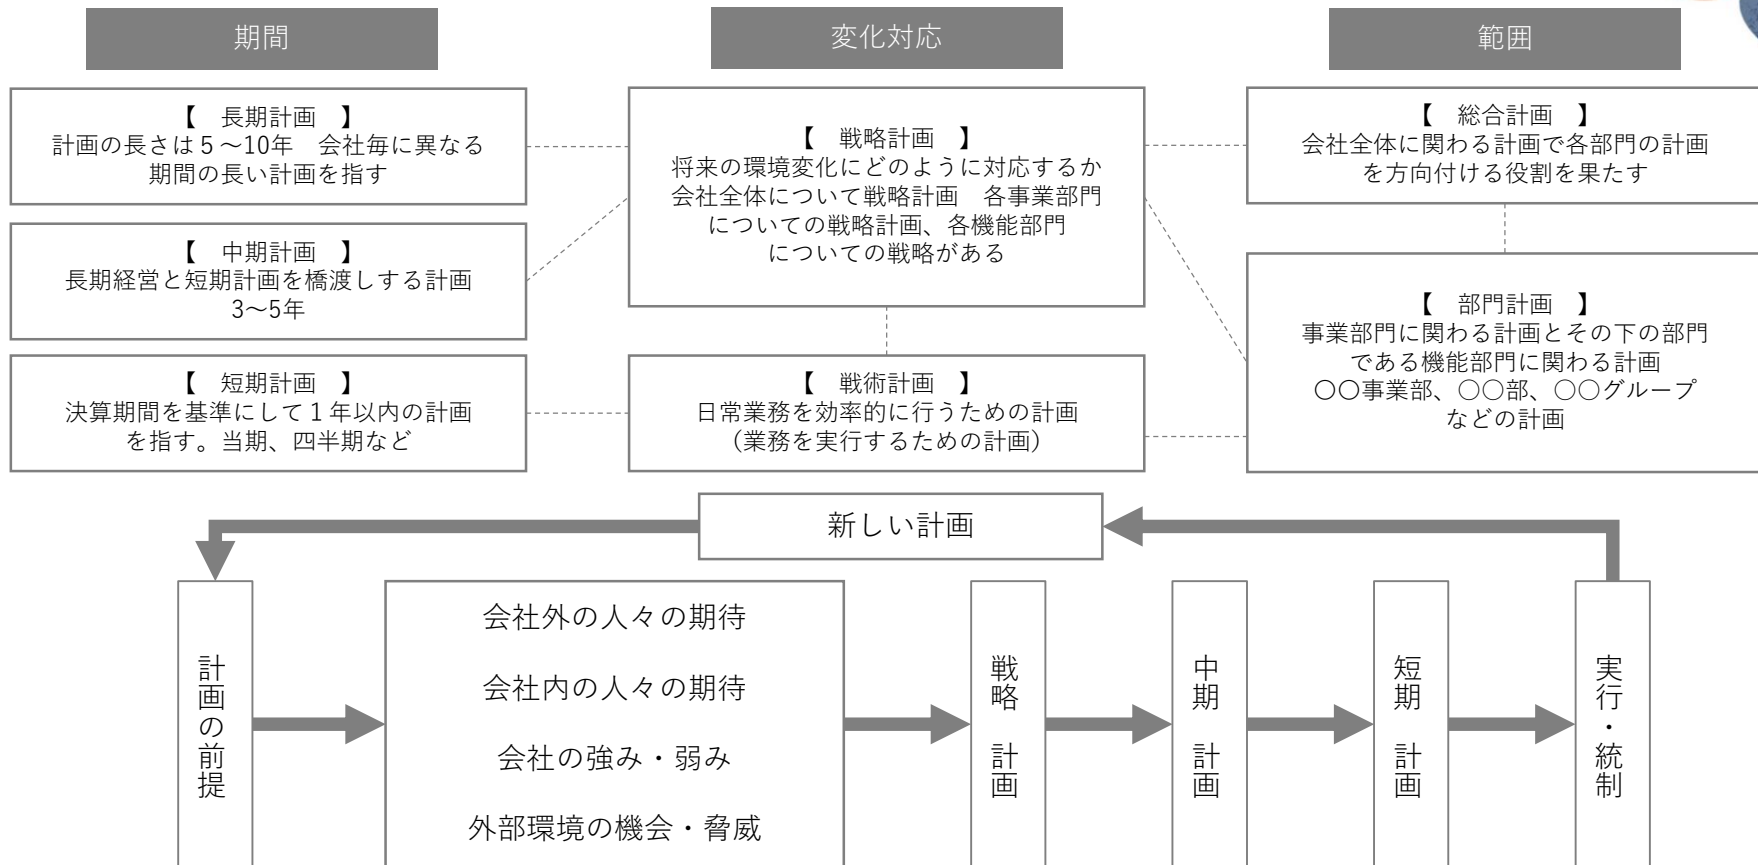 期間
変化対応
範囲
【　長期計画　】
計画の長さは５～10年　会社毎に異なる
期間の長い計画を指す
【　中期計画　】
長期経営と短期計画を橋渡しする計画
3～5年
【　短期計画　】
決算期間を基準にして１年以内の計画
を指す。当期、四半期など
【　戦略計画　】
将来の環境変化にどのように対応するか
会社全体について戦略計画　各事業部門
についての戦略計画、各機能部門
についての戦略がある
【　戦術計画　】
日常業務を効率的に行うための計画
（業務を実行するための計画）
【　総合計画　】
会社全体に関わる計画で各部門の計画
を方向付ける役割を果たす
【　部門計画　】
事業部門に関わる計画とその下の部門
である機能部門に関わる計画
〇〇事業部、〇〇部、〇〇グループ
などの計画
新しい計画
計画の前提
会社外の人々の期待
会社内の人々の期待
会社の強み・弱み
外部環境の機会・脅威
戦略　計画
中期　計画
短期　計画
実行・統制